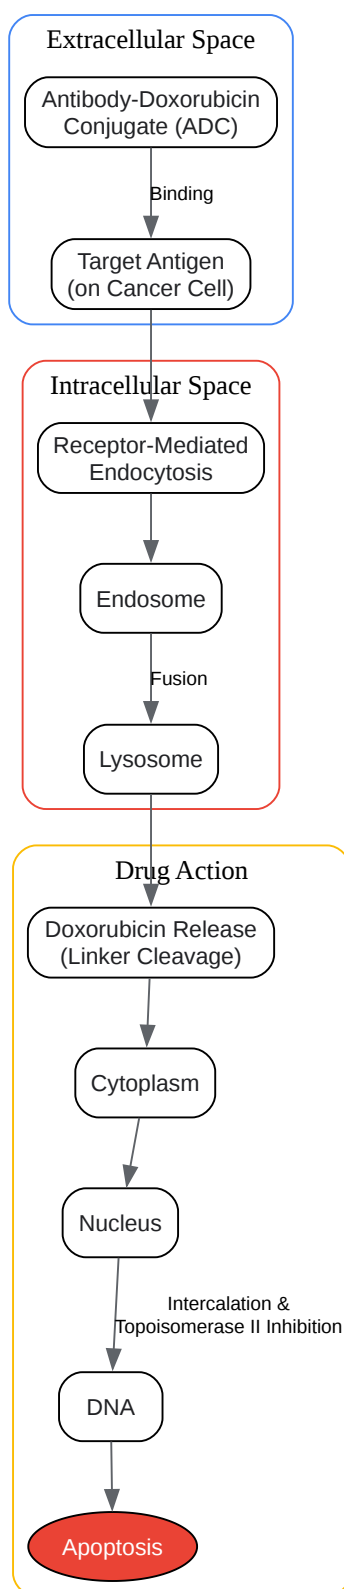 Extracellular Space
Antibody-Doxorubicin
Conjugate (ADC)
Binding
Target Antigen
(on Cancer Cell)
Intracellular Space
Receptor-Mediated
Endocytosis
Endosome
Fusion
Lysosome
Drug Action
Doxorubicin Release
(Linker Cleavage)
Cytoplasm
Nucleus
Intercalation &
Topoisomerase II Inhibition
DNA
Apoptosis